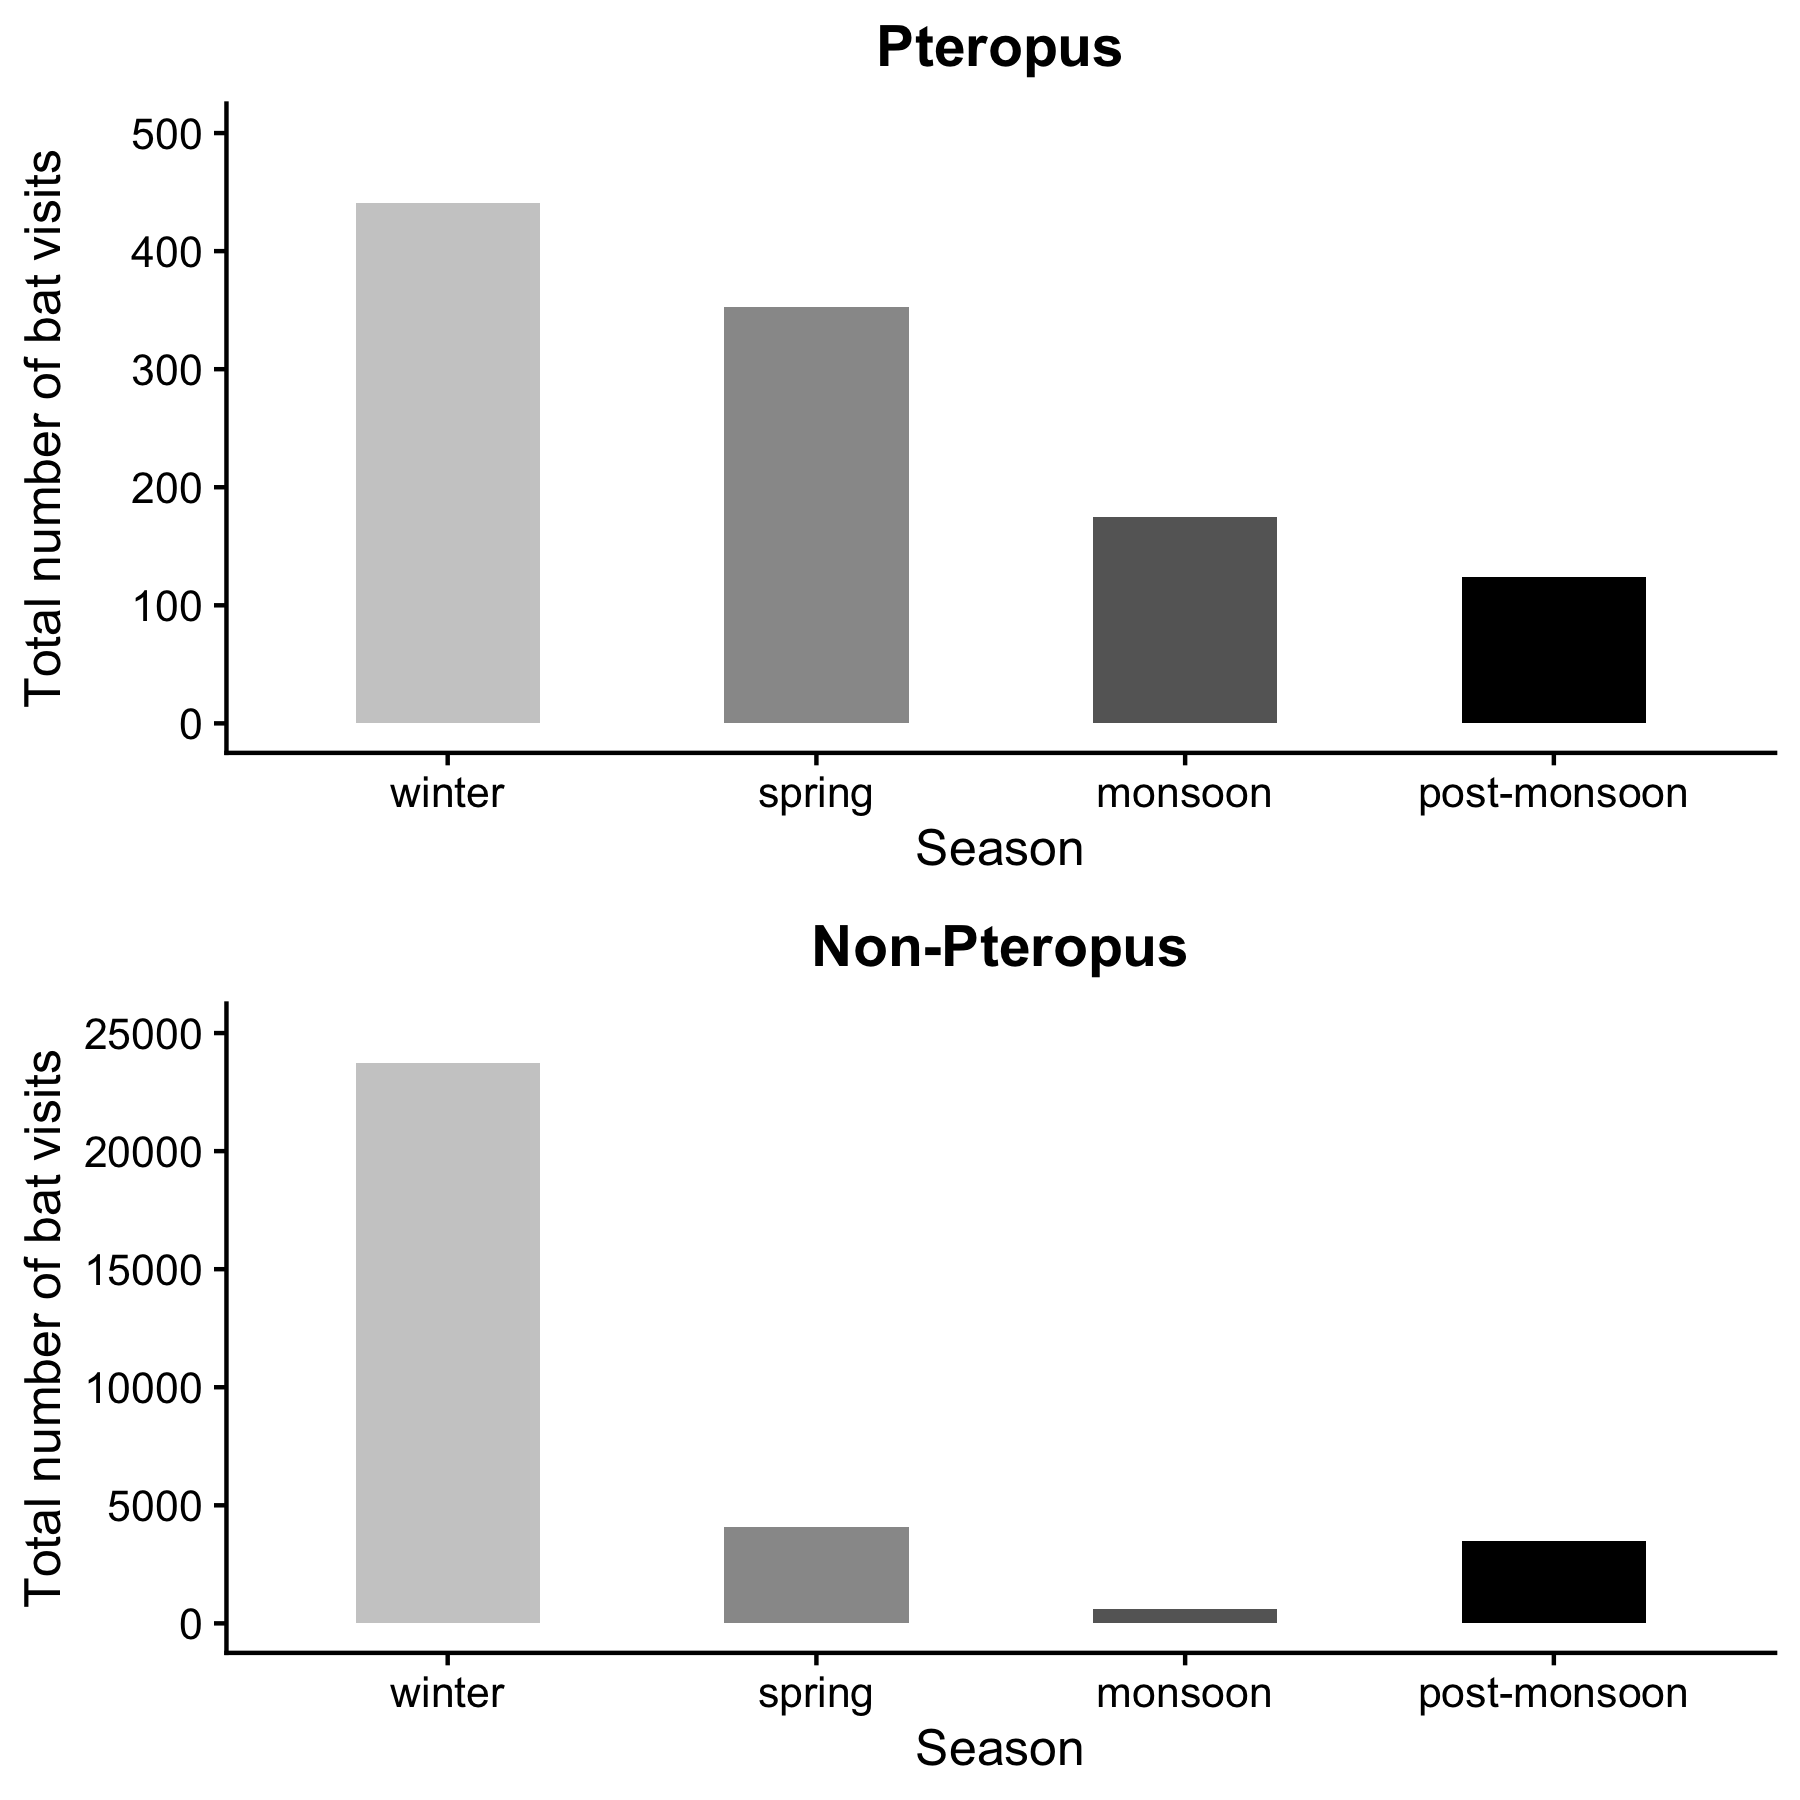 Pteropus
Total number of bat visits
500
400
300
200
100
0
winter spring monsoon post-monsoon
Season
Non-Pteropus
Total number of bat visits
25000
20000
15000
10000
5000
0
winter spring monsoon post-monsoon
Season